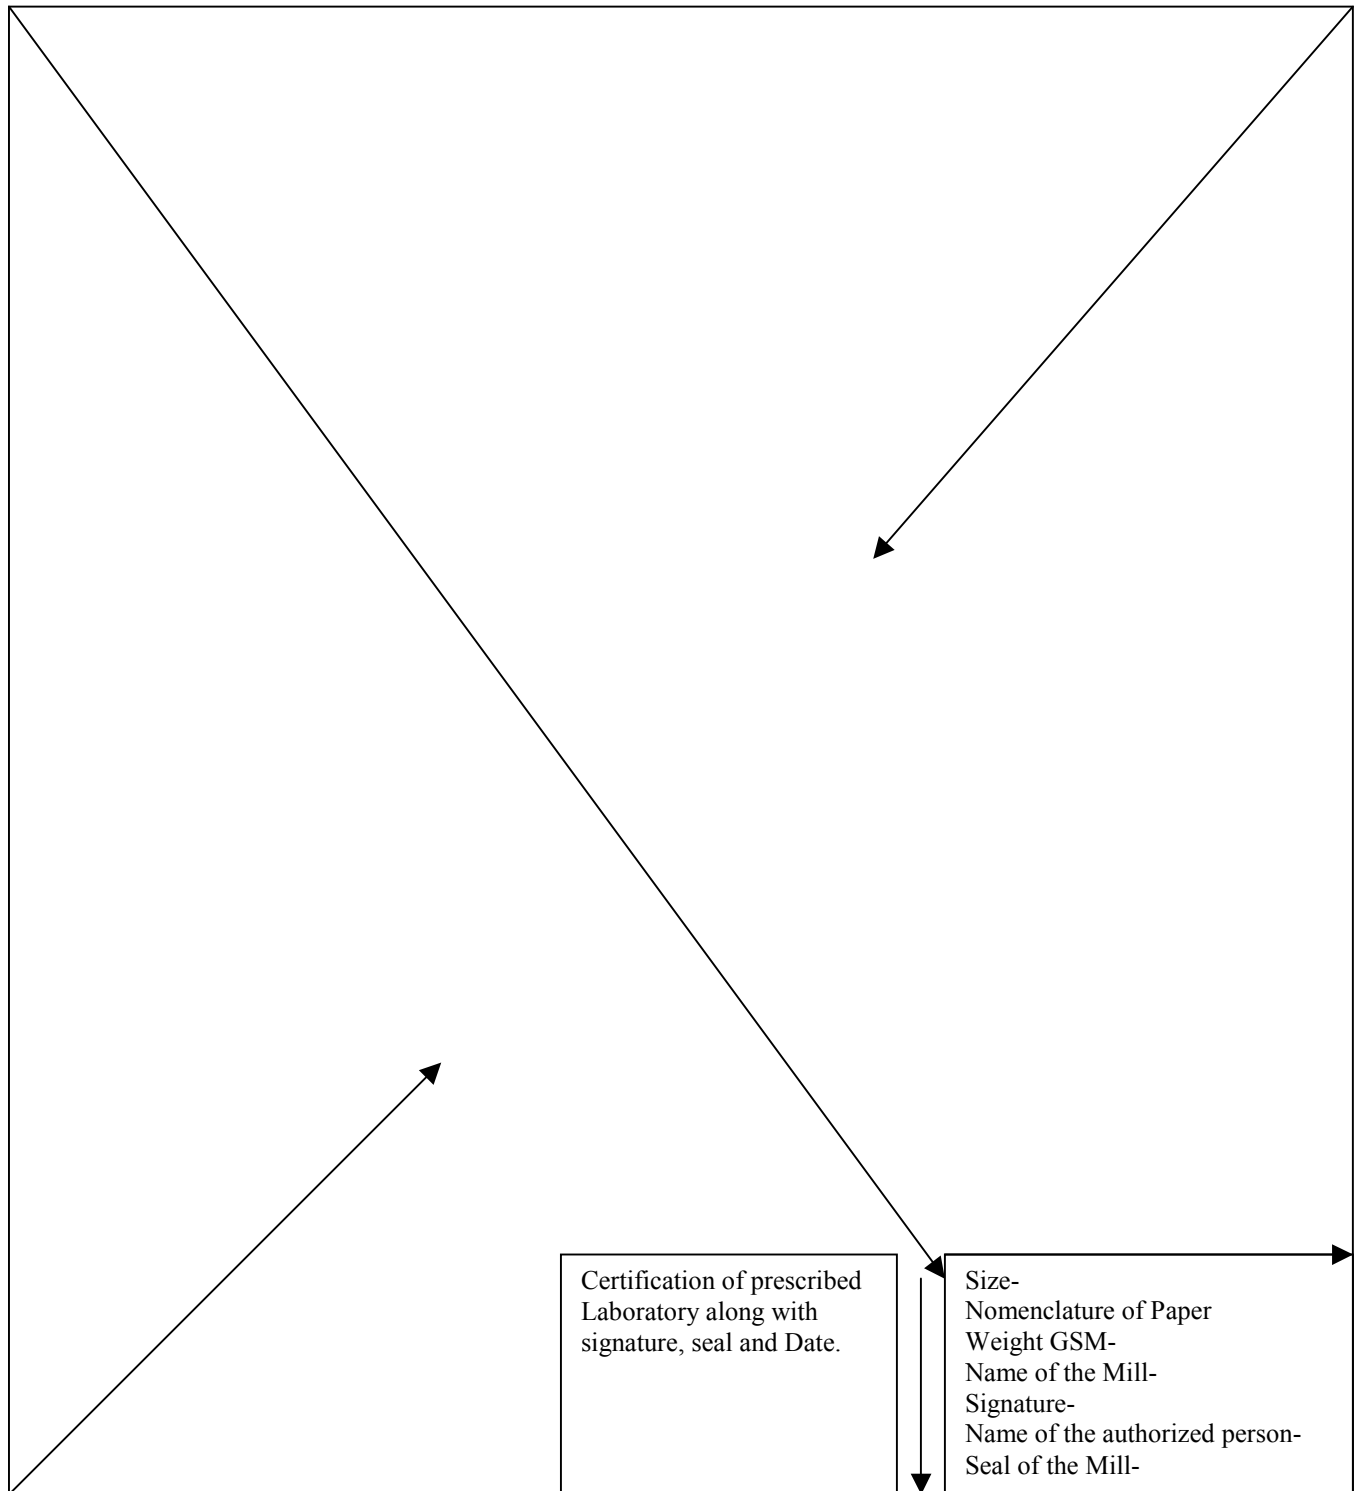 Certification of prescribed
Laboratory along with
signature, seal and Date.
Size-
Nomenclature of Paper
Weight GSM-
Name of the Mill-
Signature-
Name of the authorized person-
Seal of the Mill-